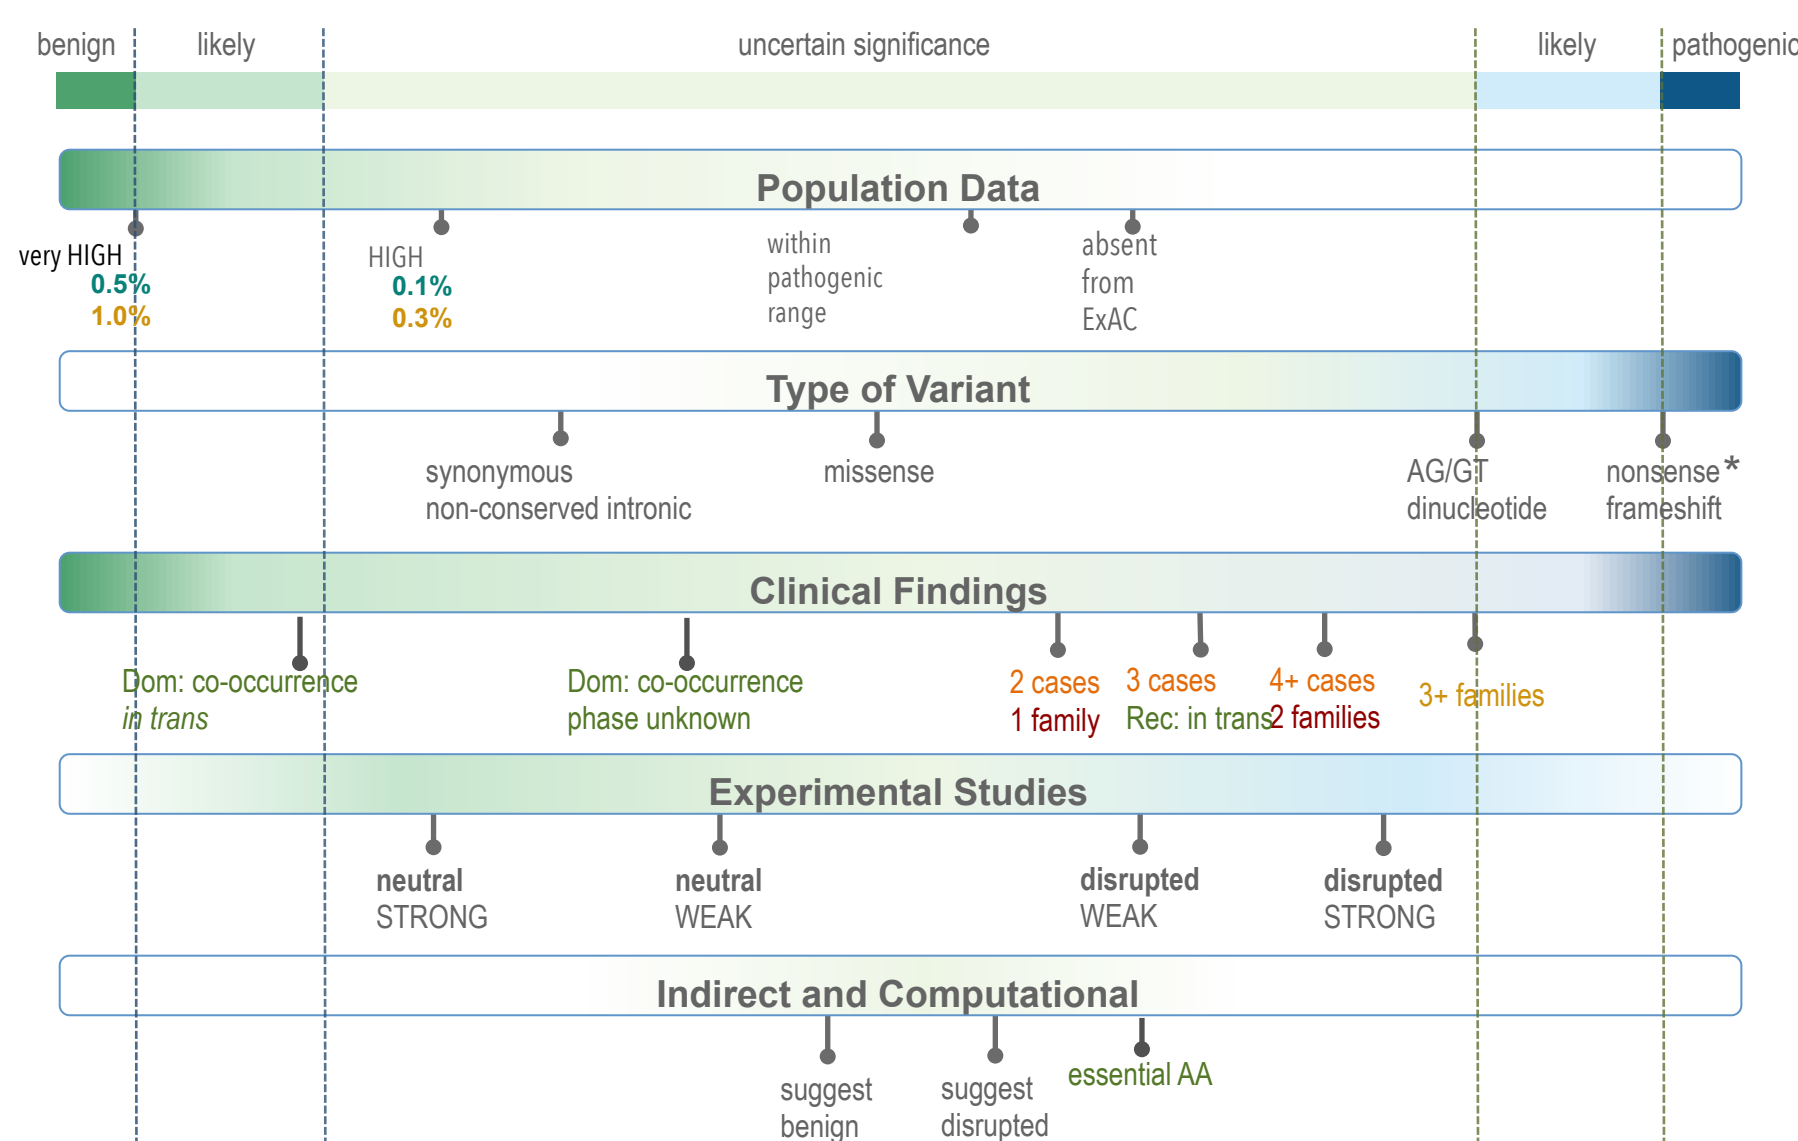 benign
likely
uncertain significance
likely
pathogenic
Population Data
very HIGH
0.5%
1.0%
HIGH
0.1%
0.3%
within
pathogenic
range
absent
from
ExAC
Type of Variant
synonymous
non-conserved intronic
missense
AG/GT
dinucleotide
nonsense*
frameshift
Clinical Findings
Dom: co-occurrence
in trans
Dom: co-occurrence
phase unknown
2 cases
1 family
3 cases
Rec: in trans
4+ cases
2 families
3+ families
Experimental Studies
neutral
STRONG
neutral
WEAK
disrupted
WEAK
disrupted
STRONG
Indirect and Computational
suggest
benign
suggest
disrupted
essential AA